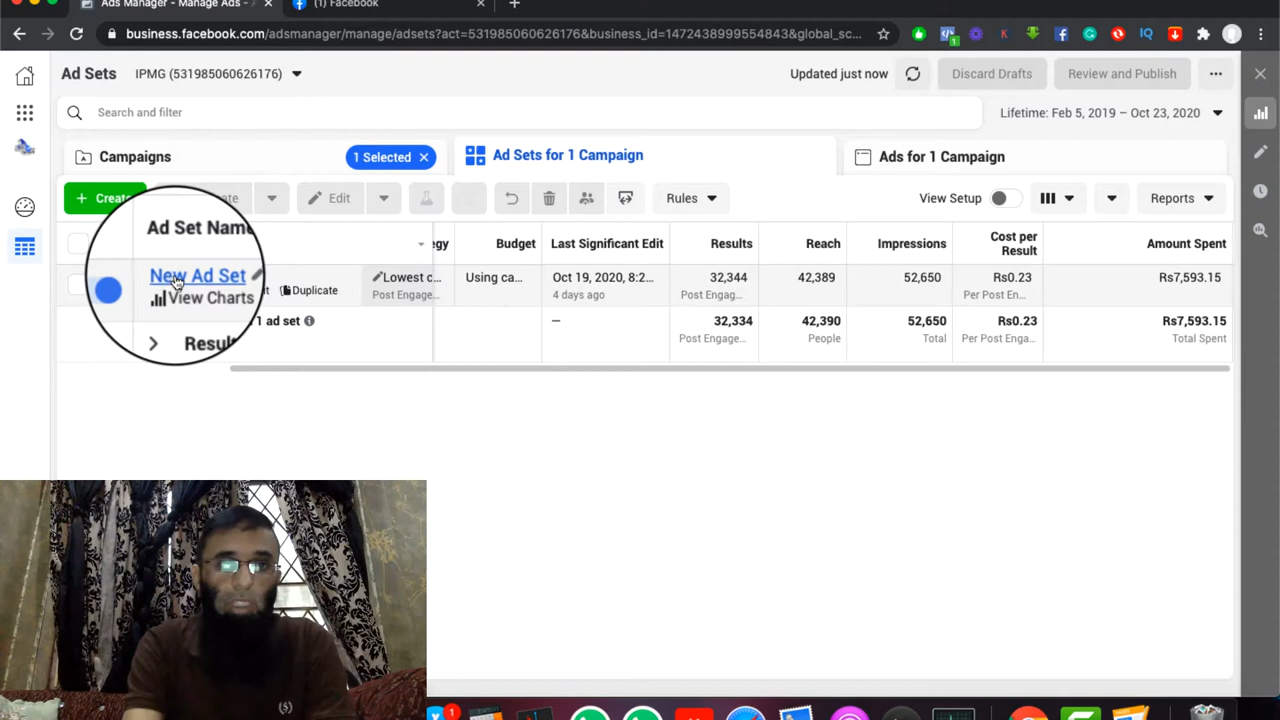 Ads Manager - Manage Ads - A
(1) Facebook
business.facebook.com/adsmanager/manage/adsets?act=531985060626176&business_id=1472438999554843&global_sc...
Ad Sets
IPMG (531985060626176)
Updated just now
Discard Drafts
Review and Publish
Search and filter
Lifetime: Feb 5, 2019 – Oct 23, 2020
Campaigns
1 Selected
Ad Sets for 1 Campaign
Ads for 1 Campaign
Create
Edit
Rules
View Setup
Reports
Ad Set Name
Budget
Last Significant Edit
Results
Reach
Impressions
Cost per Result
Amount Spent
New Ad Set
View Charts
Duplicate
Lowest c...
Post Engage...
Using ca...
Oct 19, 2020, 8:2...
4 days ago
32,344
Post Engag...
42,389
52,650
Rs0.23
Per Post En...
Rs7,593.15
1 ad set
—
32,334
Post Engage...
42,390
People
52,650
Total
Rs0.23
Per Post Enga...
Rs7,593.15
Total Spent